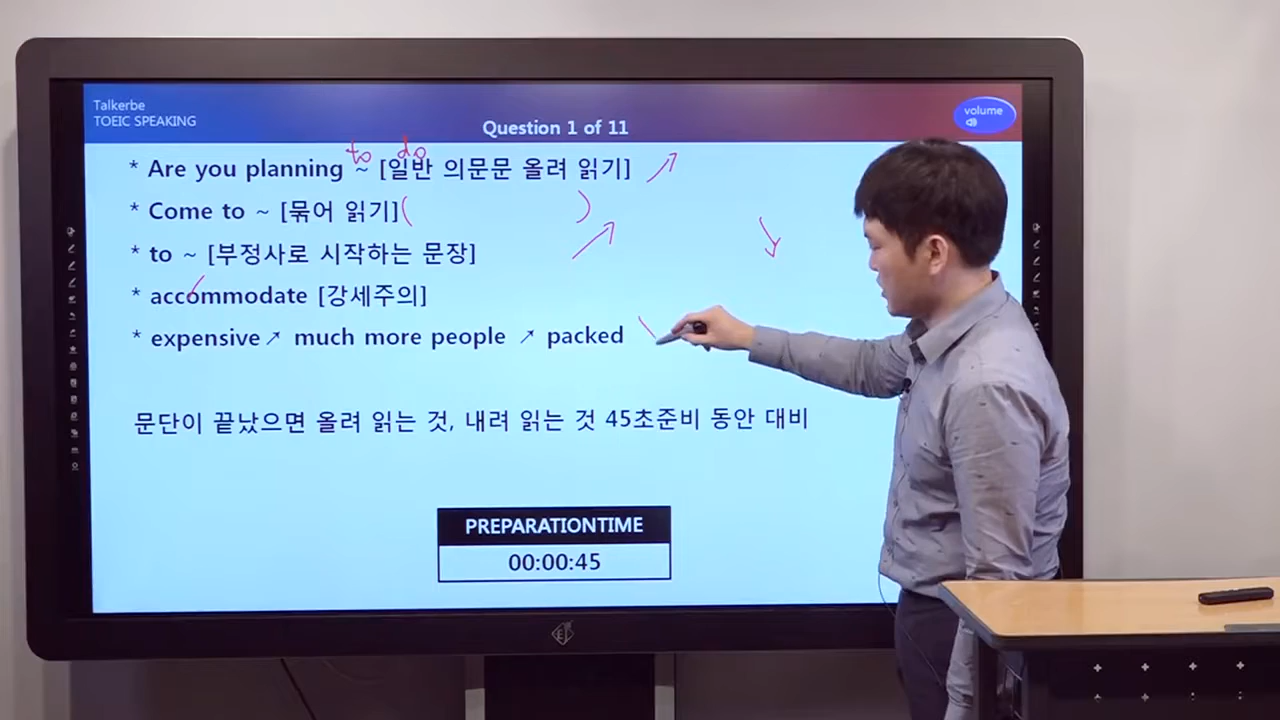 Talkerbe
TOEIC SPEAKING
Question 1 of 11
volume
to do
* Are you planning ~ [일반 의문문 올려 읽기]
* Come to ~ [묶어 읽기]
* to ~ [부정사로 시작하는 문장]
* accommodate [강세주의]
* expensive↗ much more people ↗ packed
문단이 끝났으면 올려 읽는 것, 내려 읽는 것 45초준비 동안 대비
PREPARATIONTIME
00:00:45